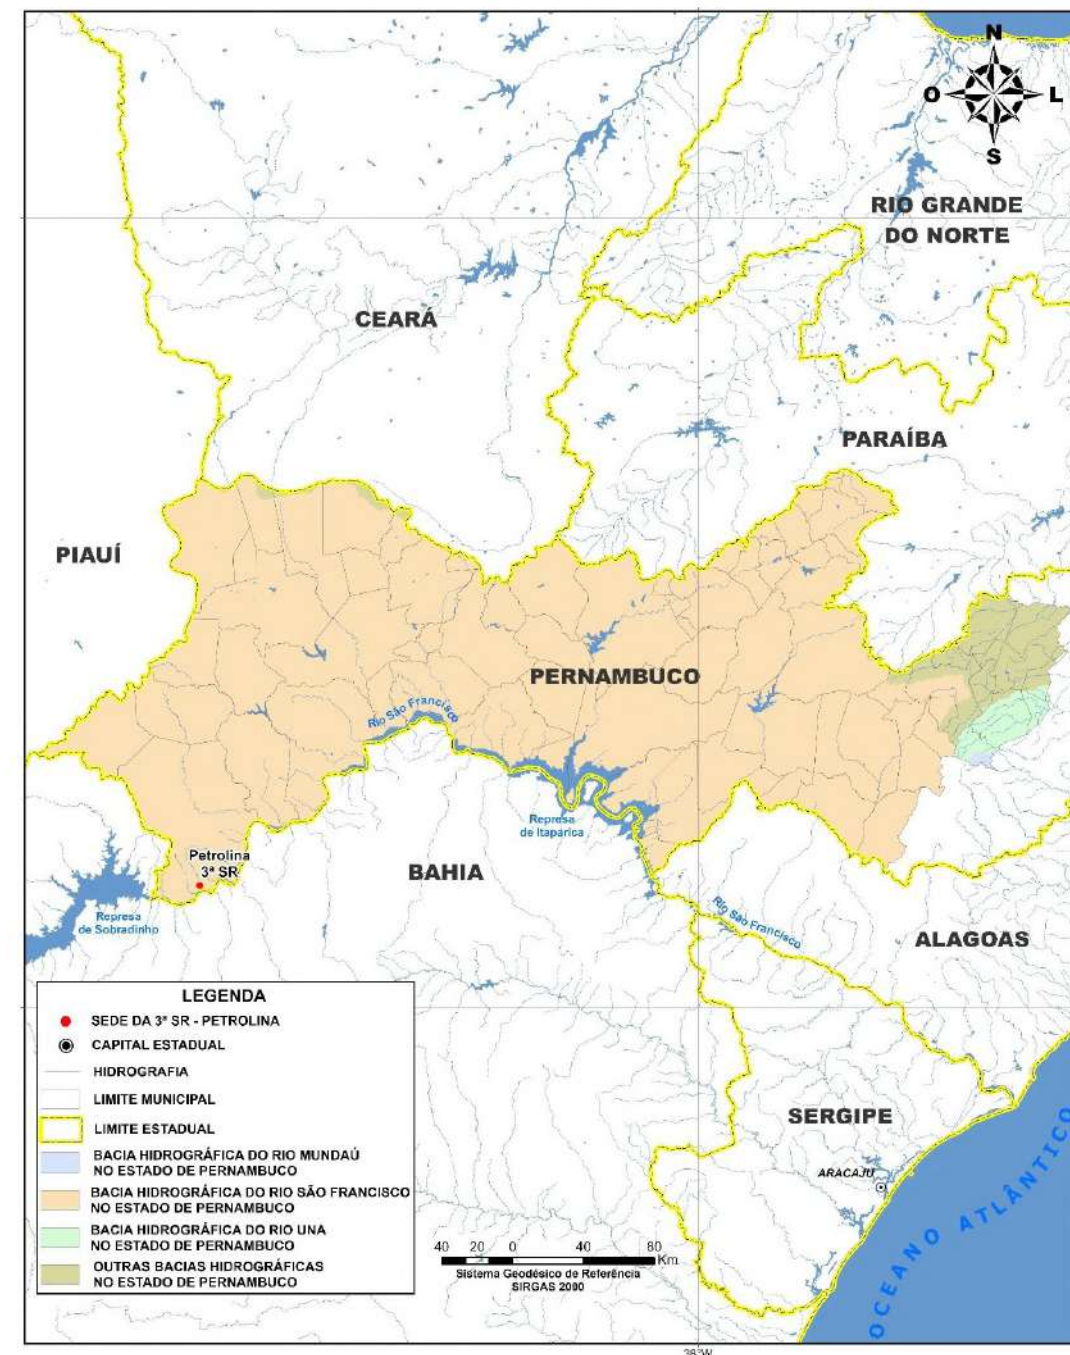 N
O
L
S
RIO GRANDE
DO NORTE
CEARÁ
PARAÍBA
PIAUÍ
PERNAMBUCO
Rio São Francisco
Represa
de Itaparica
Petrolina
3ª SR
BAHIA
Represa
de Sobradinho
Rio São Francisco
ALAGOAS
LEGENDA
SEDE DA 3ª SR - PETROLINA
CAPITAL ESTADUAL
HIDROGRAFIA
LIMITE MUNICIPAL
LIMITE ESTADUAL
BACIA HIDROGRÁFICA DO RIO MUNDAÚ
NO ESTADO DE PERNAMBUCO
BACIA HIDROGRÁFICA DO RIO SÃO FRANCISCO
NO ESTADO DE PERNAMBUCO
BACIA HIDROGRÁFICA DO RIO UNA
NO ESTADO DE PERNAMBUCO
OUTRAS BACIAS HIDROGRÁFICAS
NO ESTADO DE PERNAMBUCO
SERGIPE
ARACAJU
OCEANO ATLÂNTICO
40 20 0 40 80
Km
Sistema Geodésico de Referência
SIRGAS 2000